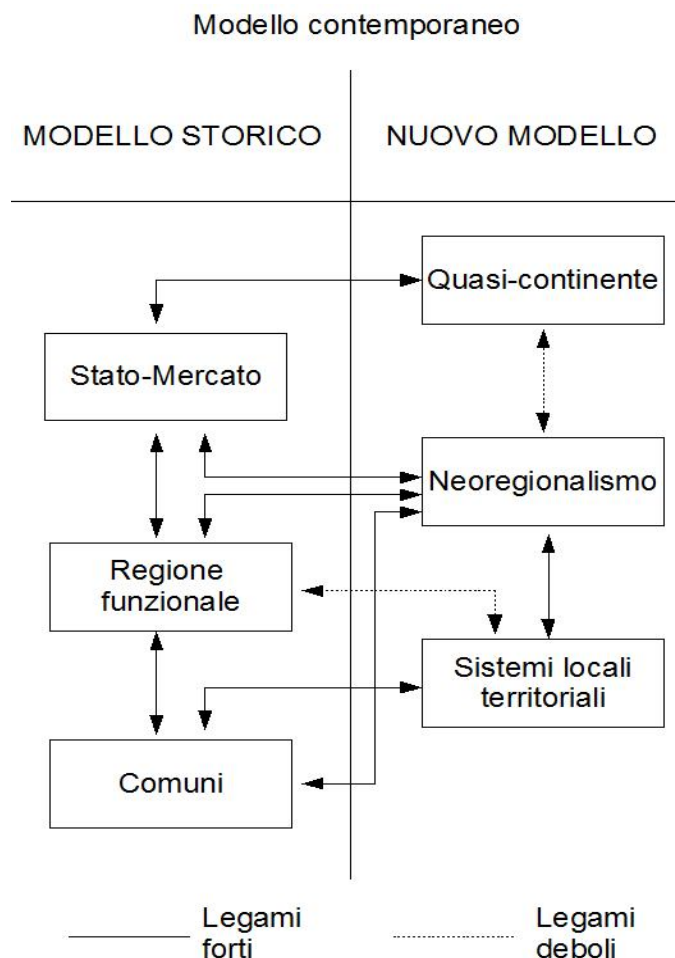 Modello contemporaneo
MODELLO STORICO
NUOVO MODELLO
Quasi-continente
Stato-Mercato
Neoregionalismo
Regione
funzionale
Sistemi locali
territoriali
Comuni
Legami
forti
Legami
deboli